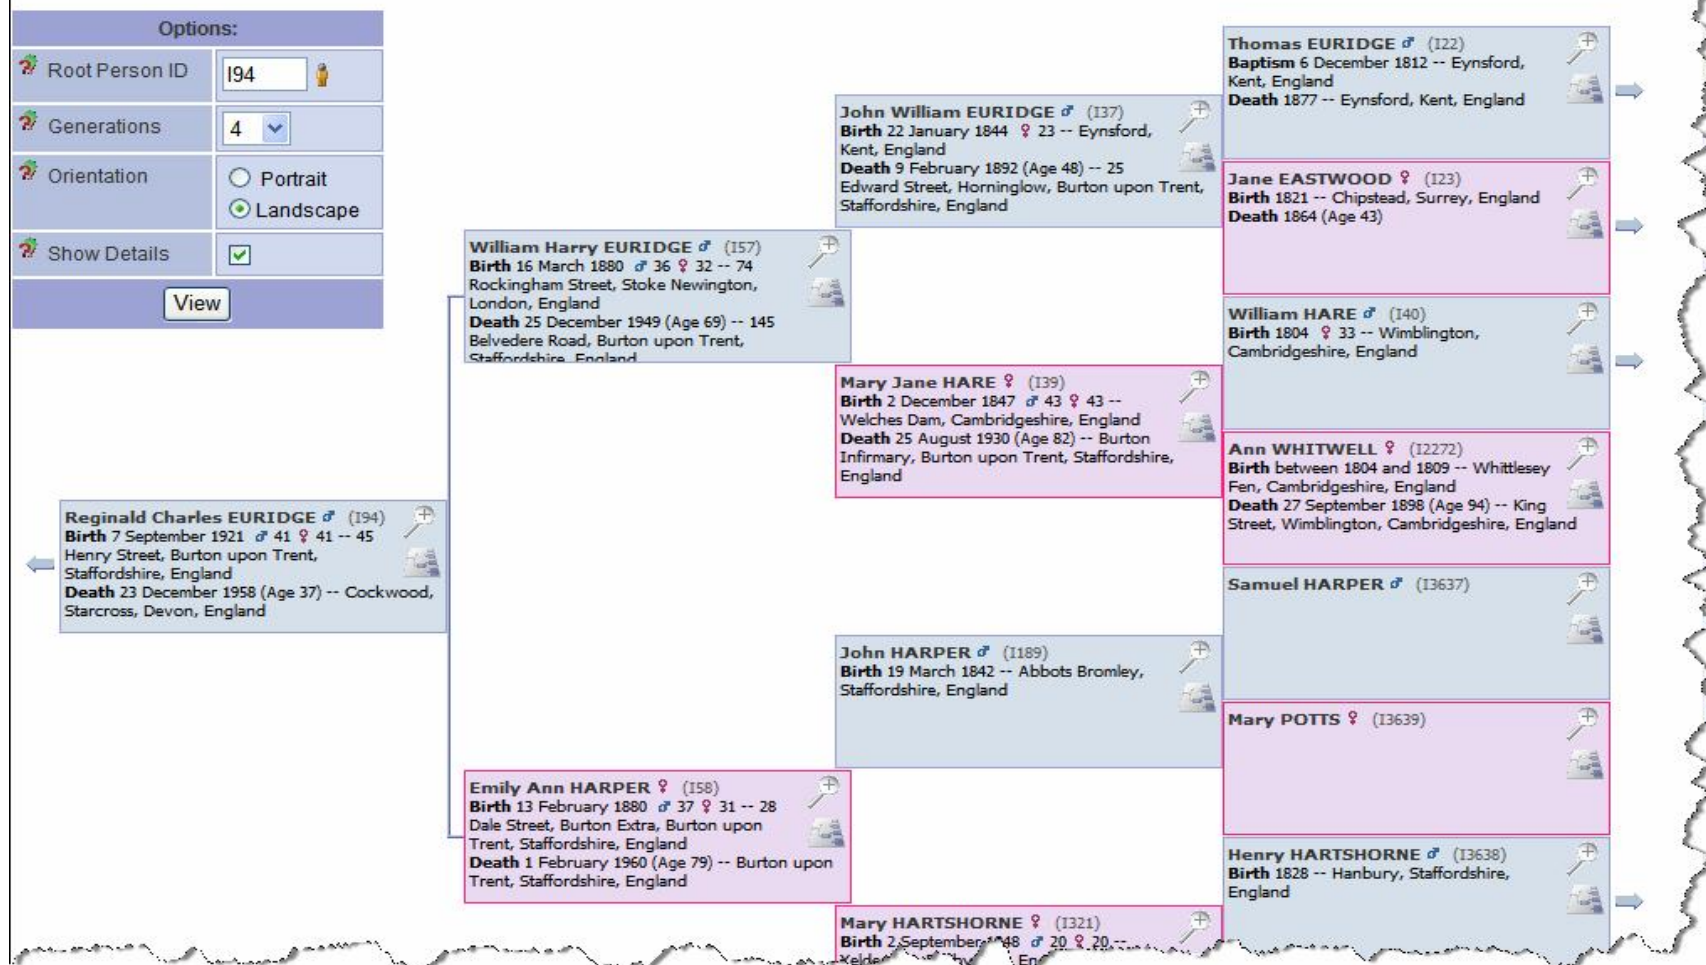 Options:
Root Person ID
I94
Generations
4
Orientation
Portrait
Landscape
Show Details
View
Reginald Charles EURIDGE ♂ (I94)
Birth 7 September 1921 ♂ 41 ♀ 41 -- 45
Henry Street, Burton upon Trent,
Staffordshire, England
Death 23 December 1958 (Age 37) -- Cockwood,
Starcross, Devon, England
William Harry EURIDGE ♂ (I57)
Birth 16 March 1880 ♂ 36 ♀ 32 -- 74
Rockingham Street, Stoke Newington,
London, England
Death 25 December 1949 (Age 69) -- 145
Belvedere Road, Burton upon Trent,
Staffordshire, England
Emily Ann HARPER ♀ (I58)
Birth 13 February 1880 ♂ 37 ♀ 31 -- 28
Dale Street, Burton Extra, Burton upon
Trent, Staffordshire, England
Death 1 February 1960 (Age 79) -- Burton upon
Trent, Staffordshire, England
John William EURIDGE ♂ (I37)
Birth 22 January 1844 ♀ 23 -- Eynsford,
Kent, England
Death 9 February 1892 (Age 48) -- 25
Edward Street, Horninglow, Burton upon Trent,
Staffordshire, England
Mary Jane HARE ♀ (I39)
Birth 2 December 1847 ♂ 43 ♀ 43 --
Welches Dam, Cambridgeshire, England
Death 25 August 1930 (Age 82) -- Burton
Infirmary, Burton upon Trent, Staffordshire,
England
John HARPER ♂ (I189)
Birth 19 March 1842 -- Abbots Bromley,
Staffordshire, England
Mary HARTSHORNE ♀ (I321)
Birth 2 September 48 ♂ 20 ♀ 20 --
Thomas EURIDGE ♂ (I22)
Baptism 6 December 1812 -- Eynsford,
Kent, England
Death 1877 -- Eynsford, Kent, England
Jane EASTWOOD ♀ (I23)
Birth 1821 -- Chipstead, Surrey, England
Death 1864 (Age 43)
William HARE ♂ (I40)
Birth 1804 ♀ 33 -- Wimblington,
Cambridgeshire, England
Ann WHITWELL ♀ (I2272)
Birth between 1804 and 1809 -- Whittlesey
Fen, Cambridgeshire, England
Death 27 September 1898 (Age 94) -- King
Street, Wimblington, Cambridgeshire, England
Samuel HARPER ♂ (I3637)
Mary POTTS ♀ (I3639)
Henry HARTSHORNE ♂ (I3638)
Birth 1828 -- Hanbury, Staffordshire,
England